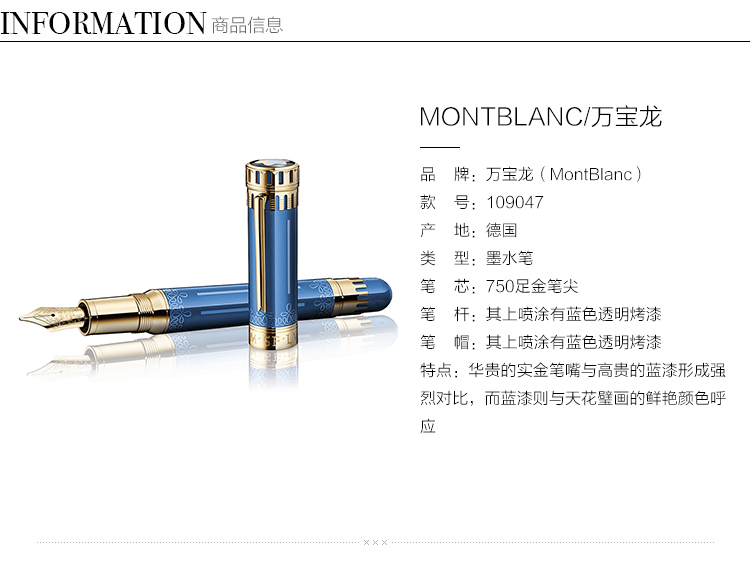 INFORMATION 商品信息
MONTBLANC/万宝龙
品 牌：万宝龙（MontBlanc）
款 号：109047
产 地：德国
类 型：墨水笔
笔 芯：750足金笔尖
笔 杆：其上喷涂有蓝色透明烤漆
笔 帽：其上喷涂有蓝色透明烤漆
特点：华贵的实金笔嘴与高贵的蓝漆形成强
烈对比，而蓝漆则与天花璧画的鲜艳颜色呼
应